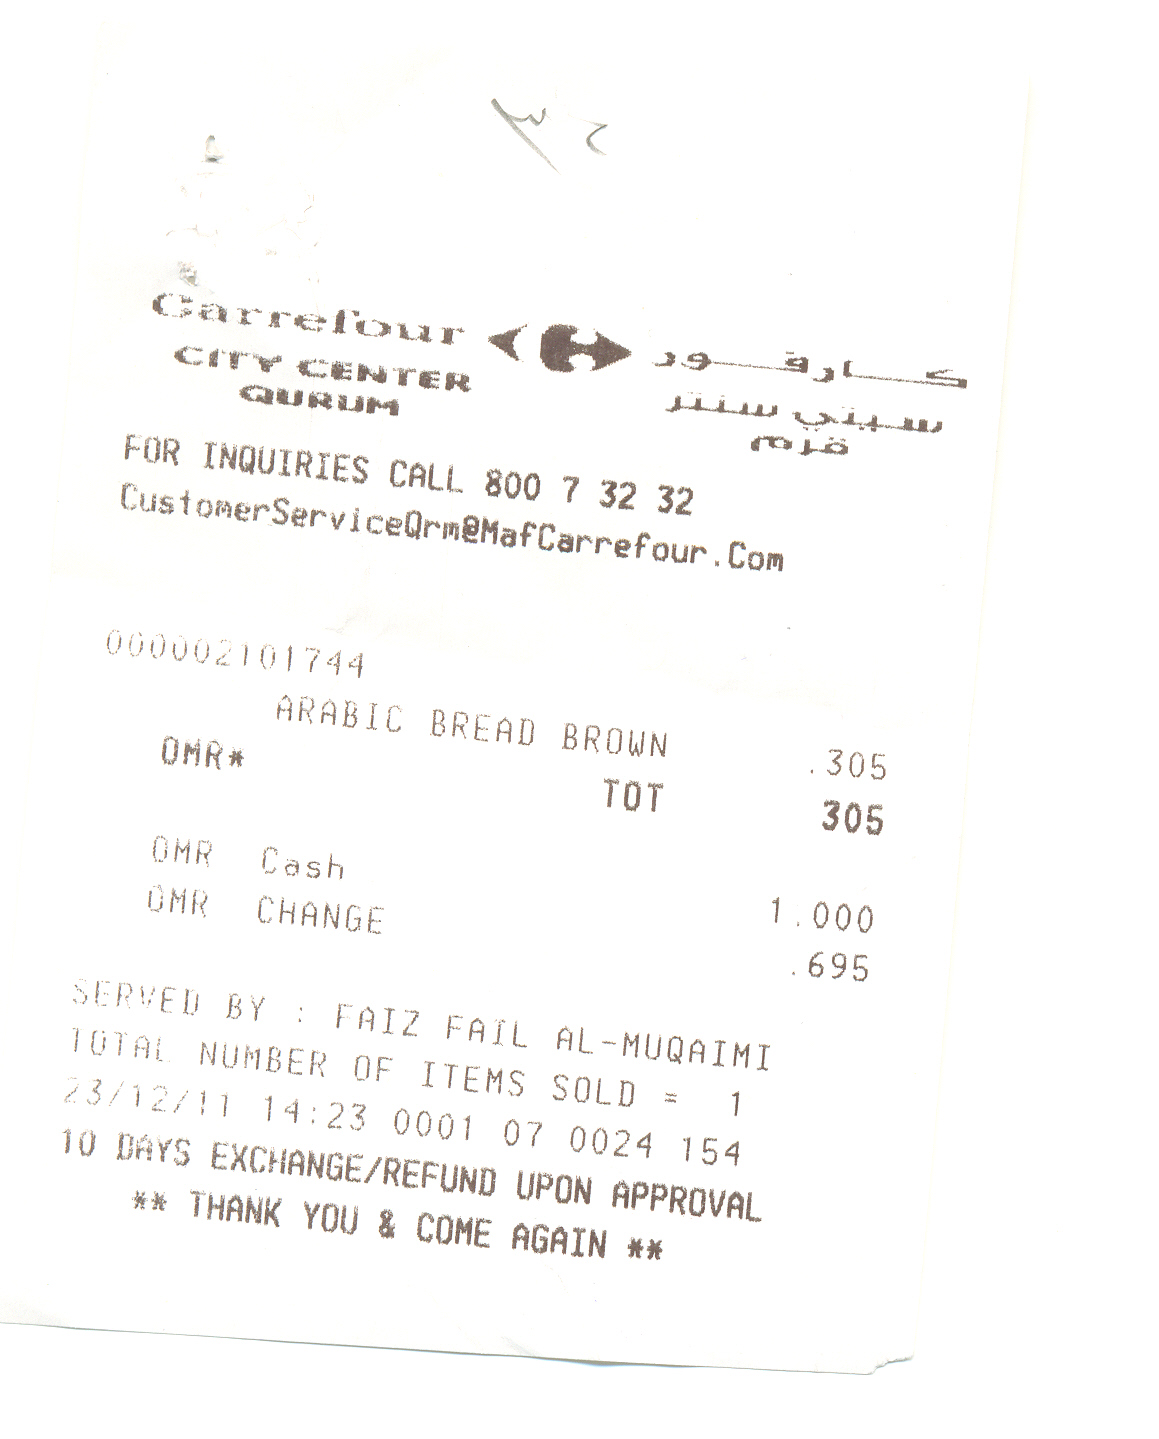 Carrefour كارفور
CITY CENTER سيتي سنتر
QURUM قرم
FOR INQUIRIES CALL 800 7 32 32
CustomerServiceQrm@MafCarrefour.Com
000002101744
ARABIC BREAD BROWN .305
OMR* TOT 305
OMR Cash 1.000
OMR CHANGE .695
SERVED BY : FAIZ FAIL AL-MUQAIMI
TOTAL NUMBER OF ITEMS SOLD = 1
23/12/11 14:23 0001 07 0024 154
10 DAYS EXCHANGE/REFUND UPON APPROVAL
** THANK YOU & COME AGAIN **